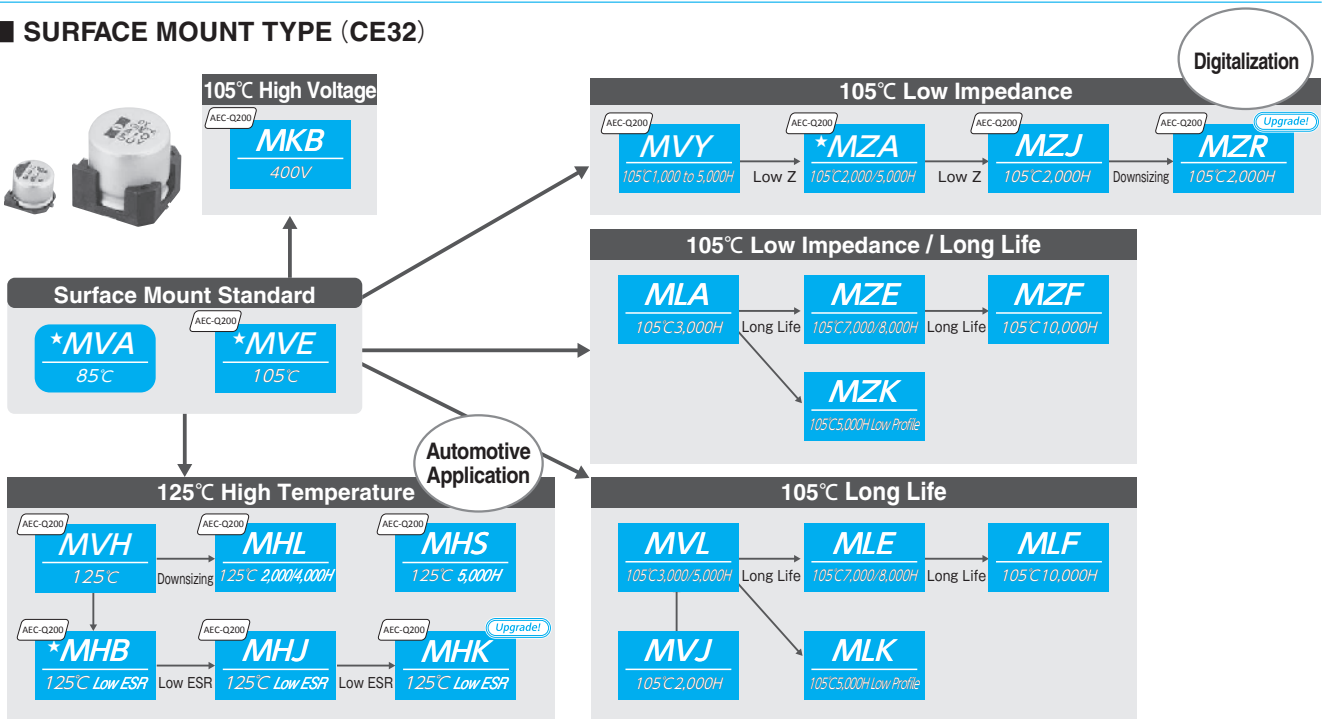 ■ SURFACE MOUNT TYPE（CE32）
Digitalization
105℃ High Voltage
AEC-Q200
MKB
400V
105℃ Low Impedance
AEC-Q200
MVY
105℃1,000 to 5,000H
Low Z
AEC-Q200
★MZA
105℃2,000/5,000H
Low Z
AEC-Q200
MZJ
105℃2,000H
Downsizing
AEC-Q200
Upgrade!
MZR
105℃2,000H
Surface Mount Standard
★MVA
85℃
AEC-Q200
★MVE
105℃
105℃ Low Impedance / Long Life
MLA
105℃3,000H
Long Life
MZE
105℃7,000/8,000H
Long Life
MZF
105℃10,000H
MZK
105℃5,000H Low Profile
Automotive
Application
125℃ High Temperature
AEC-Q200
MVH
125℃
Downsizing
AEC-Q200
MHL
125℃ 2,000/4,000H
AEC-Q200
MHS
125℃ 5,000H
AEC-Q200
★MHB
125℃ Low ESR
Low ESR
AEC-Q200
MHJ
125℃ Low ESR
Low ESR
AEC-Q200
Upgrade!
MHK
125℃ Low ESR
105℃ Long Life
MVL
105℃3,000/5,000H
Long Life
MLE
105℃7,000/8,000H
Long Life
MLF
105℃10,000H
MVJ
105℃2,000H
MLK
105℃5,000H Low Profile